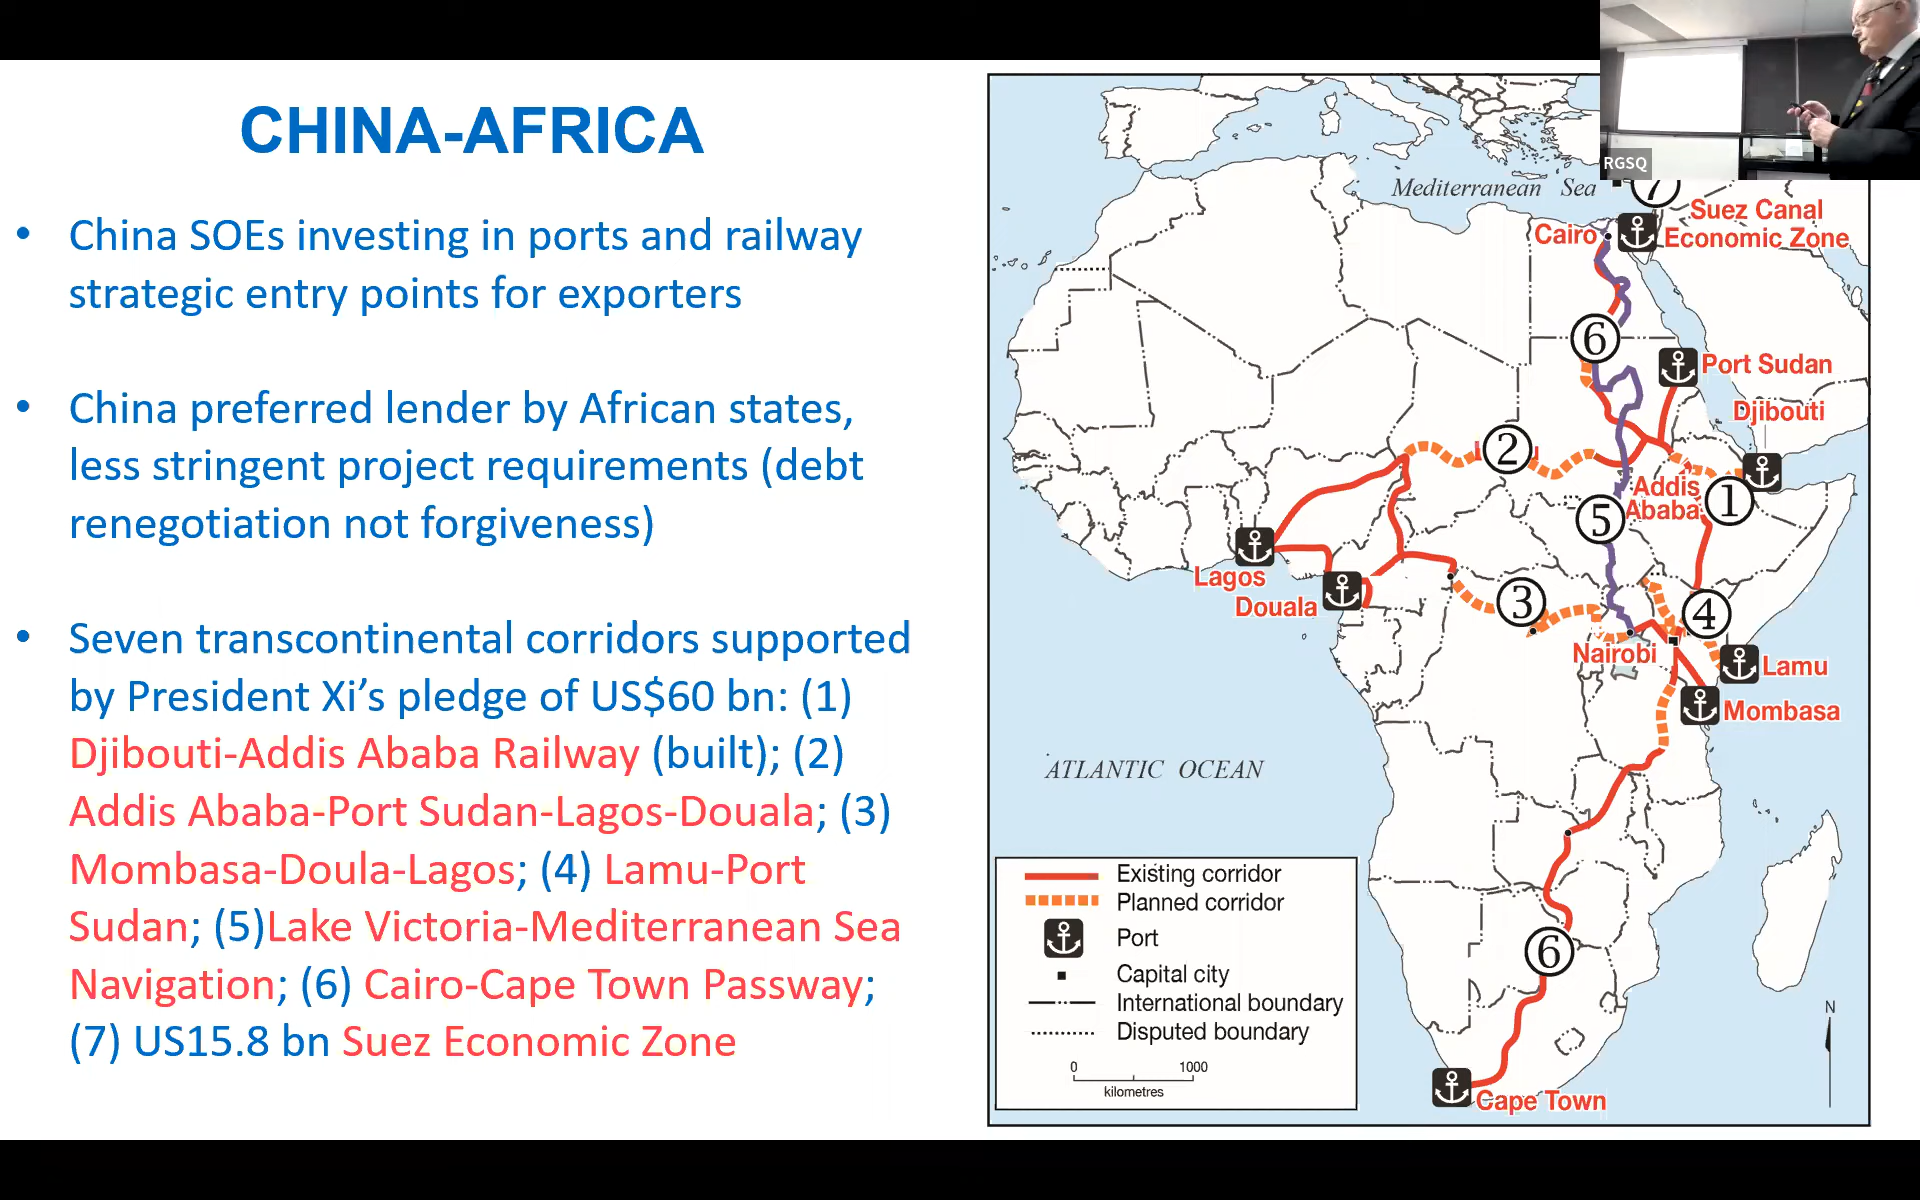 CHINA-AFRICA
• China SOEs investing in ports and railway
strategic entry points for exporters
• China preferred lender by African states,
less stringent project requirements (debt
renegotiation not forgiveness)
• Seven transcontinental corridors supported
by President Xi’s pledge of US$60 bn: (1)
Djibouti-Addis Ababa Railway (built); (2)
Addis Ababa-Port Sudan-Lagos-Douala; (3)
Mombasa-Doula-Lagos; (4) Lamu-Port
Sudan; (5)Lake Victoria-Mediterranean Sea
Navigation; (6) Cairo-Cape Town Passway;
(7) US15.8 bn Suez Economic Zone
RGSQ
Mediterranean Sea
7
Suez Canal
Economic Zone
Cairo
6
Port Sudan
Djibouti
2
Addis
Ababa
1
5
Lagos
Douala
3
4
Nairobi
Lamu
Mombasa
ATLANTIC OCEAN
6
Cape Town
Existing corridor
Planned corridor
Port
Capital city
International boundary
Disputed boundary
0 1000
kilometres
N